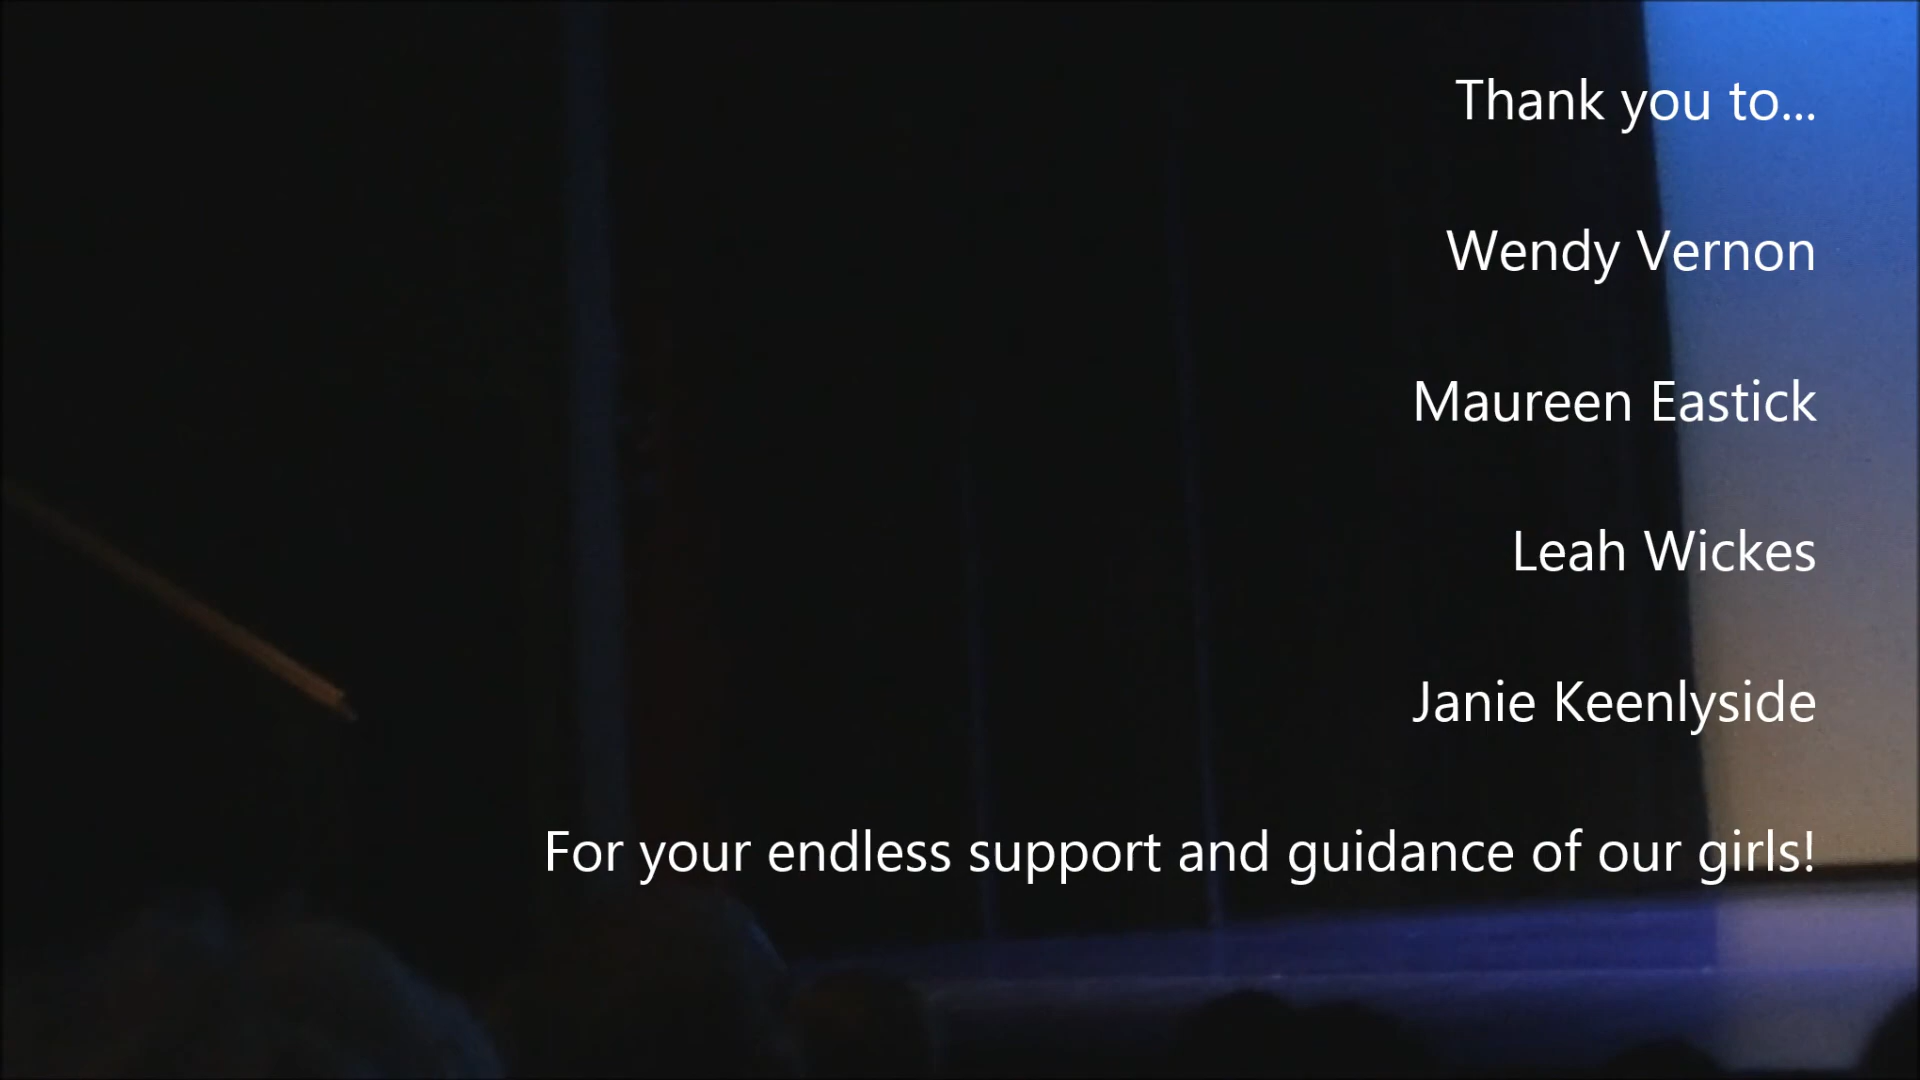 Thank you to...
Wendy Vernon
Maureen Eastick
Leah Wickes
Janie Keenlyside
For your endless support and guidance of our girls!